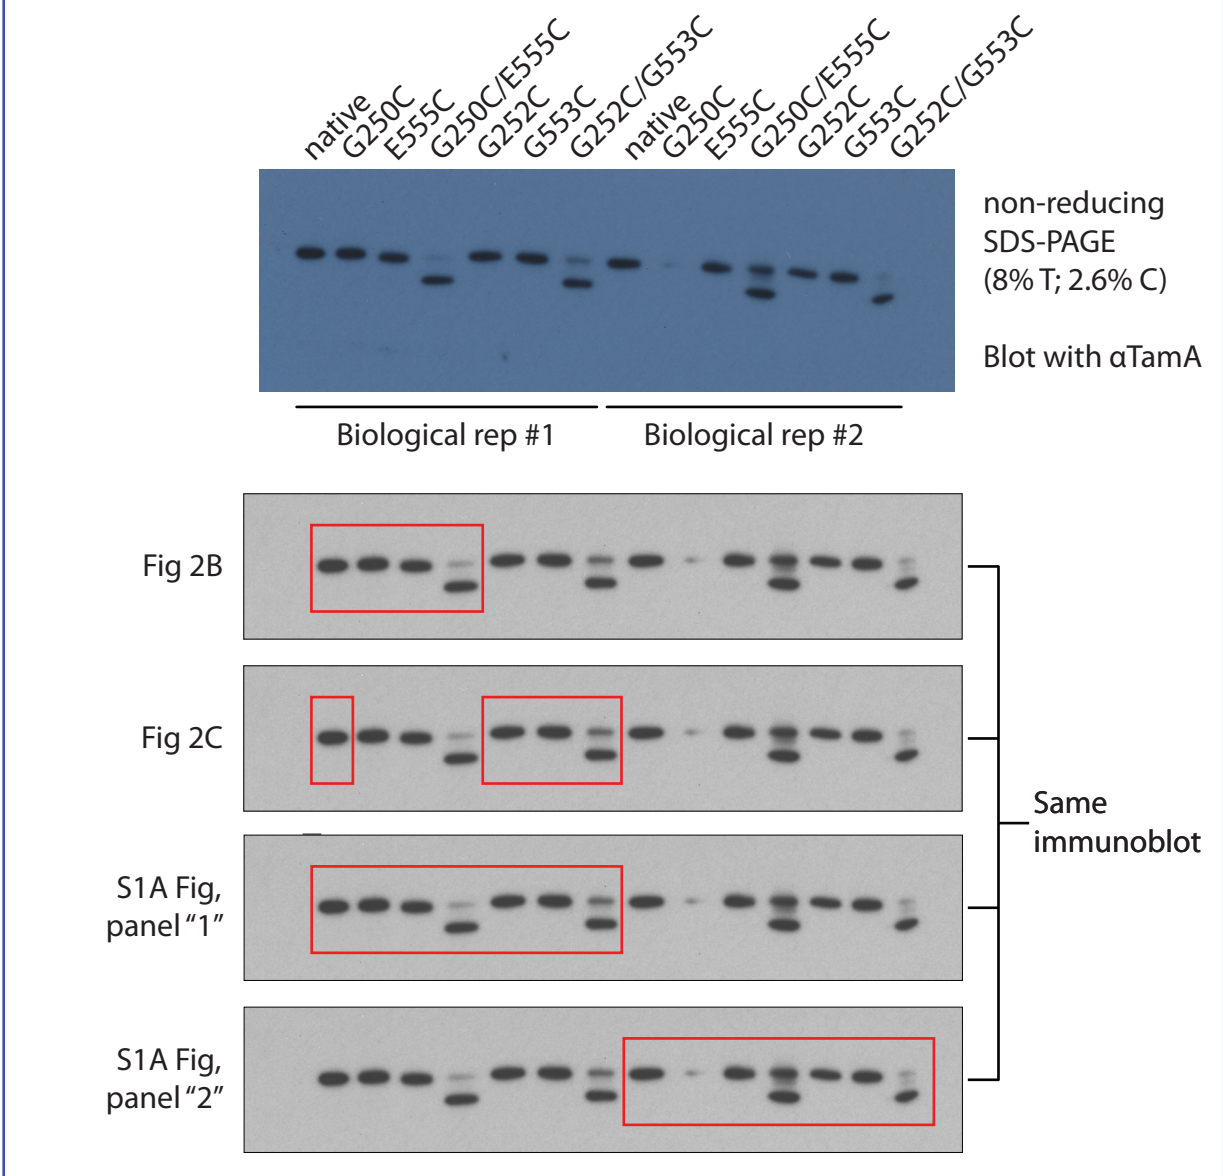 native
G250C
E555C
G250C/E555C
G252C
G553C
G252C/G553C
native
G250C
E555C
G250C/E555C
G252C
G553C
G252C/G553C
non-reducing
SDS-PAGE
(8% T; 2.6% C)
Blot with αTamA
Biological rep #1
Biological rep #2
Fig 2B
Fig 2C
Same
immunoblot
S1A Fig,
panel “1”
S1A Fig,
panel “2”